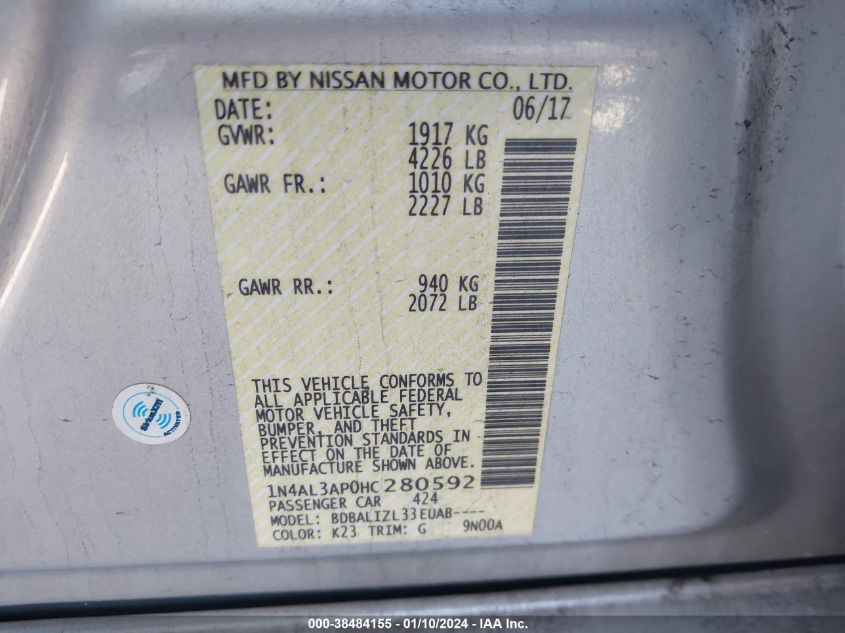 MFD BY NISSAN MOTOR CO., LTD.
DATE: 06/17
GVWR: 1917 KG
4226 LB
GAWR FR.: 1010 KG
2227 LB
GAWR RR.: 940 KG
2072 LB
THIS VEHICLE CONFORMS TO
ALL APPLICABLE FEDERAL
MOTOR VEHICLE SAFETY,
BUMPER, AND THEFT
PREVENTION STANDARDS IN
EFFECT ON THE DATE OF
MANUFACTURE SHOWN ABOVE.
1N4AL3AP0HC280592
PASSENGER CAR 424
MODEL: BDBALIZL33EUAB----
COLOR: K23 TRIM: G 9N00A
SiriusXM
ACTIVATED
000-38484155 - 01/10/2024 - IAA Inc.